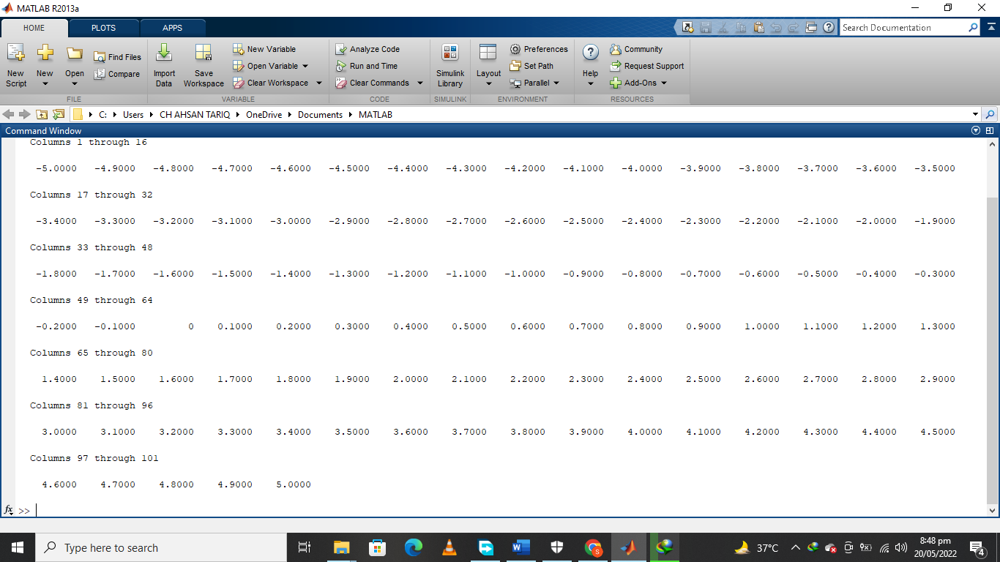 MATLAB R2013a
HOME PLOTS APPS
Search Documentation
New Script
New
Open
Find Files
Compare
Import Data
Save Workspace
New Variable
Open Variable
Clear Workspace
Analyze Code
Run and Time
Clear Commands
Simulink Library
Layout
Preferences
Set Path
Parallel
Help
Community
Request Support
Add-Ons
FILE VARIABLE CODE SIMULINK ENVIRONMENT RESOURCES
C: Users CH AHSAN TARIQ OneDrive Documents MATLAB
Command Window
Columns 1 through 16
-5.0000 -4.9000 -4.8000 -4.7000 -4.6000 -4.5000 -4.4000 -4.3000 -4.2000 -4.1000 -4.0000 -3.9000 -3.8000 -3.7000 -3.6000 -3.5000
Columns 17 through 32
-3.4000 -3.3000 -3.2000 -3.1000 -3.0000 -2.9000 -2.8000 -2.7000 -2.6000 -2.5000 -2.4000 -2.3000 -2.2000 -2.1000 -2.0000 -1.9000
Columns 33 through 48
-1.8000 -1.7000 -1.6000 -1.5000 -1.4000 -1.3000 -1.2000 -1.1000 -1.0000 -0.9000 -0.8000 -0.7000 -0.6000 -0.5000 -0.4000 -0.3000
Columns 49 through 64
-0.2000 -0.1000 0 0.1000 0.2000 0.3000 0.4000 0.5000 0.6000 0.7000 0.8000 0.9000 1.0000 1.1000 1.2000 1.3000
Columns 65 through 80
1.4000 1.5000 1.6000 1.7000 1.8000 1.9000 2.0000 2.1000 2.2000 2.3000 2.4000 2.5000 2.6000 2.7000 2.8000 2.9000
Columns 81 through 96
3.0000 3.1000 3.2000 3.3000 3.4000 3.5000 3.6000 3.7000 3.8000 3.9000 4.0000 4.1000 4.2000 4.3000 4.4000 4.5000
Columns 97 through 101
4.6000 4.7000 4.8000 4.9000 5.0000
fx >>
Type here to search
37°C
8:48 pm
20/05/2022
4